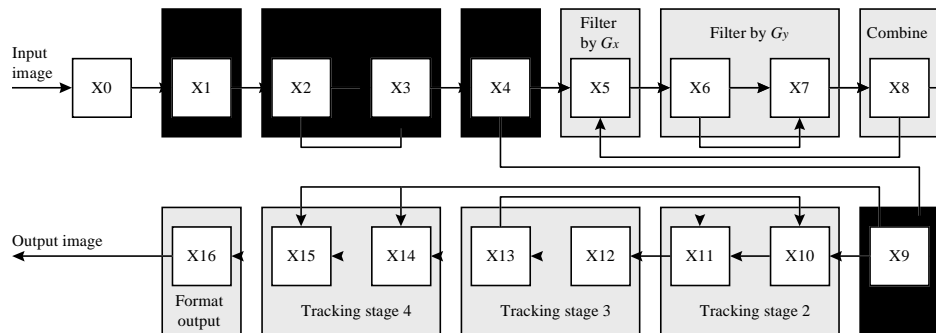 Filter
by Gx
Filter by Gy
Combine
Input
image
X0
X1
X2
X3
X4
X5
X6
X7
X8
Output image
X16
X15
X14
X13
X12
X11
X10
X9
Format
output
Tracking stage 4
Tracking stage 3
Tracking stage 2